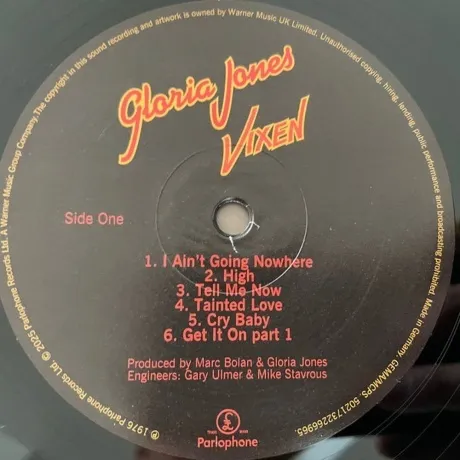 Gloria Jones
VIXEN
Side One
1. I Ain't Going Nowhere
2. High
3. Tell Me Now
4. Tainted Love
5. Cry Baby
6. Get It On part 1
Produced by Marc Bolan & Gloria Jones
Engineers: Gary Ulmer & Mike Stavrous
£
Parlophone
℗ 1976 Parlophone Records Ltd. © 2025 Parlophone Records Ltd. A Warner Music Group Company. The copyright in this sound recording and artwork is owned by Warner Music UK Limited. Unauthorised copying, hiring, lending, public performance and broadcasting prohibited. Made in Germany. GEMA/MCPS. 5021732266965.